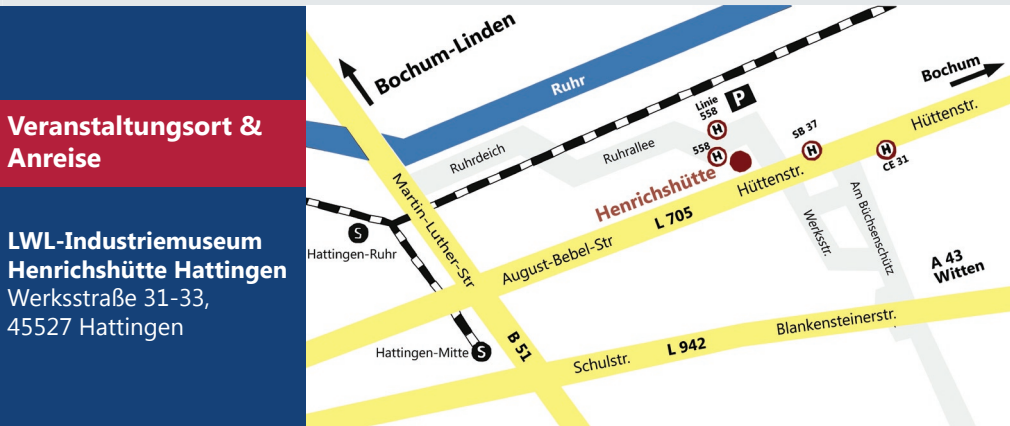 Veranstaltungsort &
Anreise
LWL-Industriemuseum
Henrichshütte Hattingen
Werksstraße 31-33,
45527 Hattingen
Bochum-Linden
Ruhr
Bochum
Linie
558
P
H
558
H
SB 37
H
H
CE 31
Hüttenstr.
Ruhrdeich
Ruhrallee
Henrichshütte
Hüttenstr.
Martin-Luther-Str
L 705
August-Bebel-Str
Werksstr.
Am Büchsenschütz
S
Hattingen-Ruhr
A 43
Witten
Hattingen-Mitte
S
B 51
Schulstr.
L 942
Blankensteinerstr.